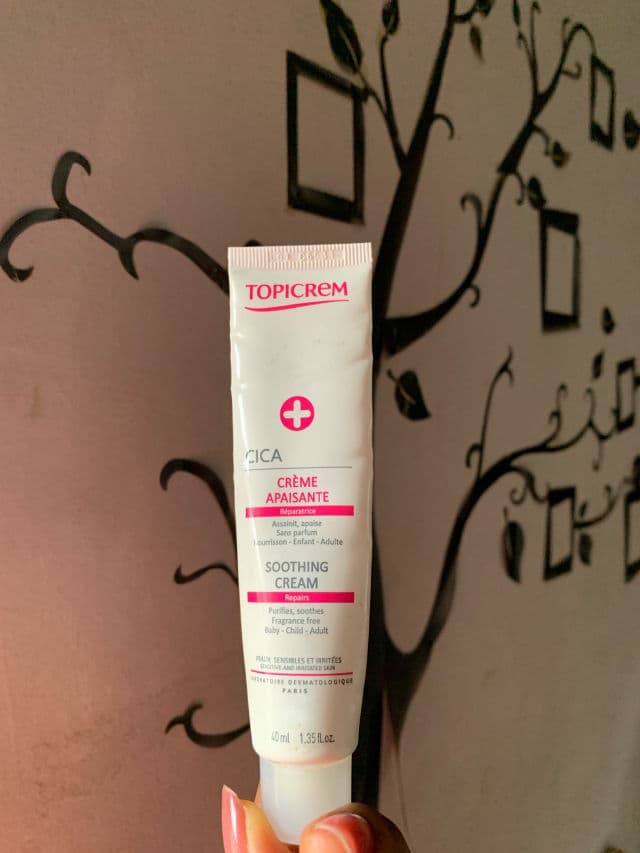 TOPICREM
CICA
CRÈME
APAISANTE
Réparatrice
Assainit, apaise
Sans parfum
Nourrisson - Enfant - Adulte
SOOTHING
CREAM
Repairs
Purifies, soothes
Fragrance free
Baby - Child - Adult
PEAUX SENSIBLES ET IRRITÉES
SENSITIVE AND IRRITATED SKIN
LABORATOIRE DERMATOLOGIQUE
PARIS
40 ml 1.35 fl.oz.